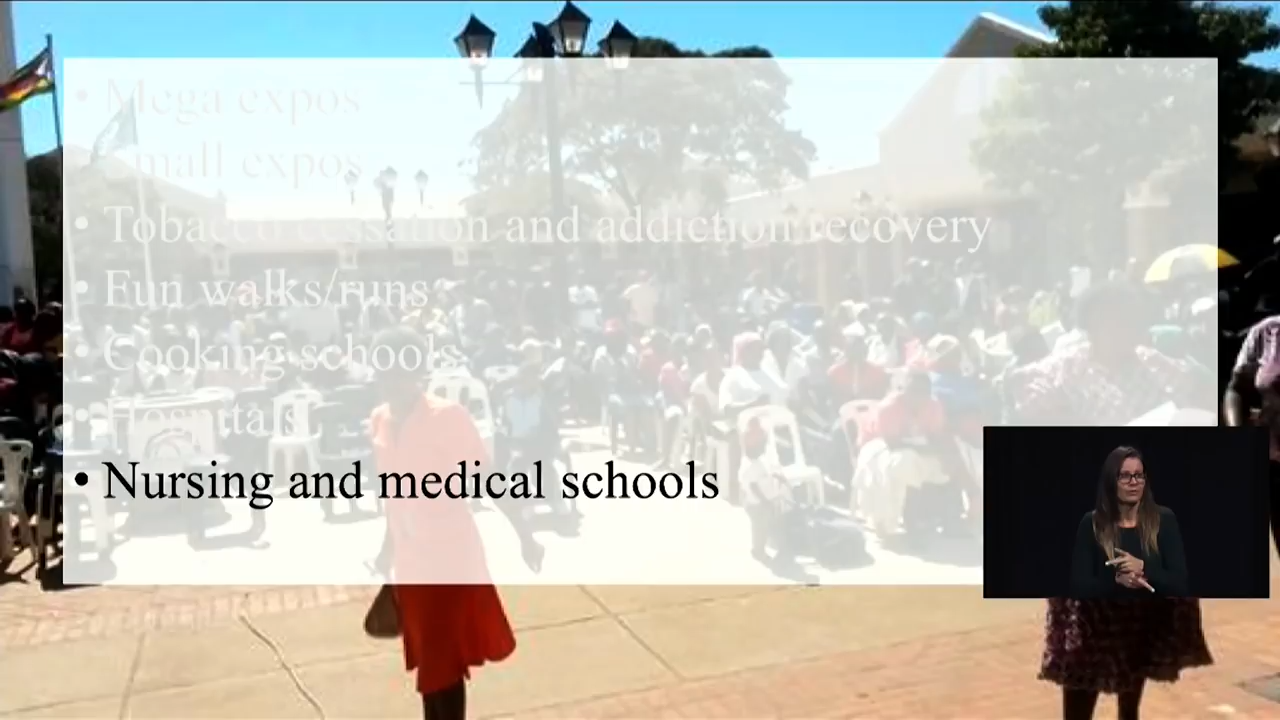 • Mega expos
• Small expos
• Tobacco cessation and addiction recovery
• Fun walks/runs
• Cooking schools
• Hospitals
• Nursing and medical schools